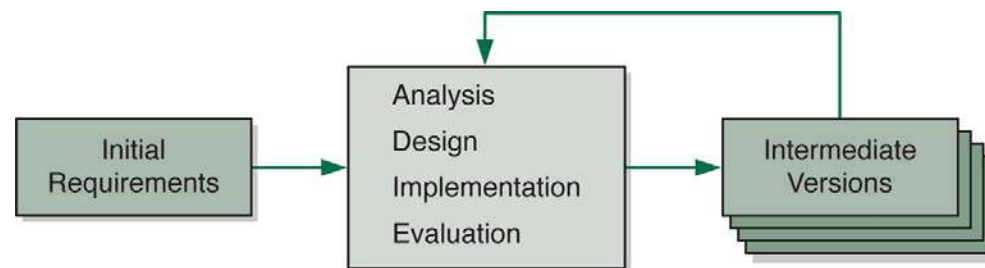 Initial
Requirements
Analysis
Design
Implementation
Evaluation
Intermediate
Versions